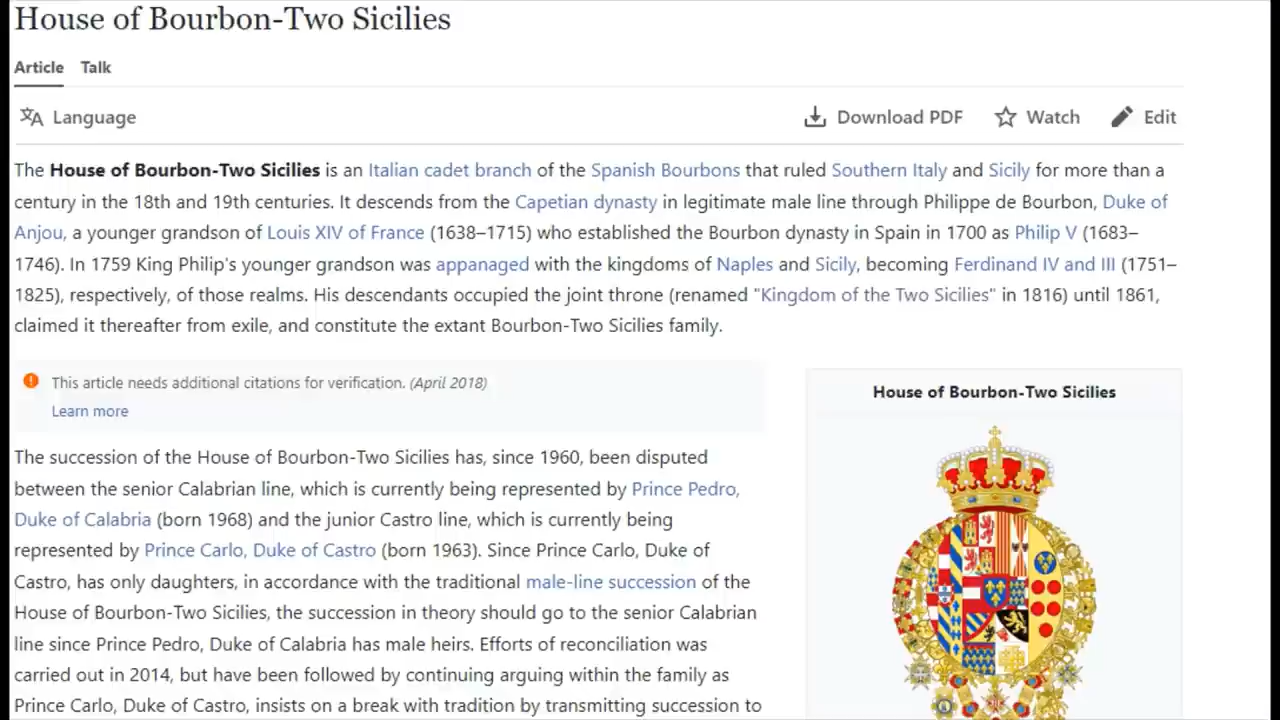 House of Bourbon-Two Sicilies
Article Talk
Language Download PDF Watch Edit
The House of Bourbon-Two Sicilies is an Italian cadet branch of the Spanish Bourbons that ruled Southern Italy and Sicily for more than a
century in the 18th and 19th centuries. It descends from the Capetian dynasty in legitimate male line through Philippe de Bourbon, Duke of
Anjou, a younger grandson of Louis XIV of France (1638–1715) who established the Bourbon dynasty in Spain in 1700 as Philip V (1683–
1746). In 1759 King Philip's younger grandson was appanaged with the kingdoms of Naples and Sicily, becoming Ferdinand IV and III (1751–
1825), respectively, of those realms. His descendants occupied the joint throne (renamed "Kingdom of the Two Sicilies" in 1816) until 1861,
claimed it thereafter from exile, and constitute the extant Bourbon-Two Sicilies family.
This article needs additional citations for verification. (April 2018)
Learn more
House of Bourbon-Two Sicilies
The succession of the House of Bourbon-Two Sicilies has, since 1960, been disputed
between the senior Calabrian line, which is currently being represented by Prince Pedro,
Duke of Calabria (born 1968) and the junior Castro line, which is currently being
represented by Prince Carlo, Duke of Castro (born 1963). Since Prince Carlo, Duke of
Castro, has only daughters, in accordance with the traditional male-line succession of the
House of Bourbon-Two Sicilies, the succession in theory should go to the senior Calabrian
line since Prince Pedro, Duke of Calabria has male heirs. Efforts of reconciliation was
carried out in 2014, but have been followed by continuing arguing within the family as
Prince Carlo, Duke of Castro, insists on a break with tradition by transmitting succession to